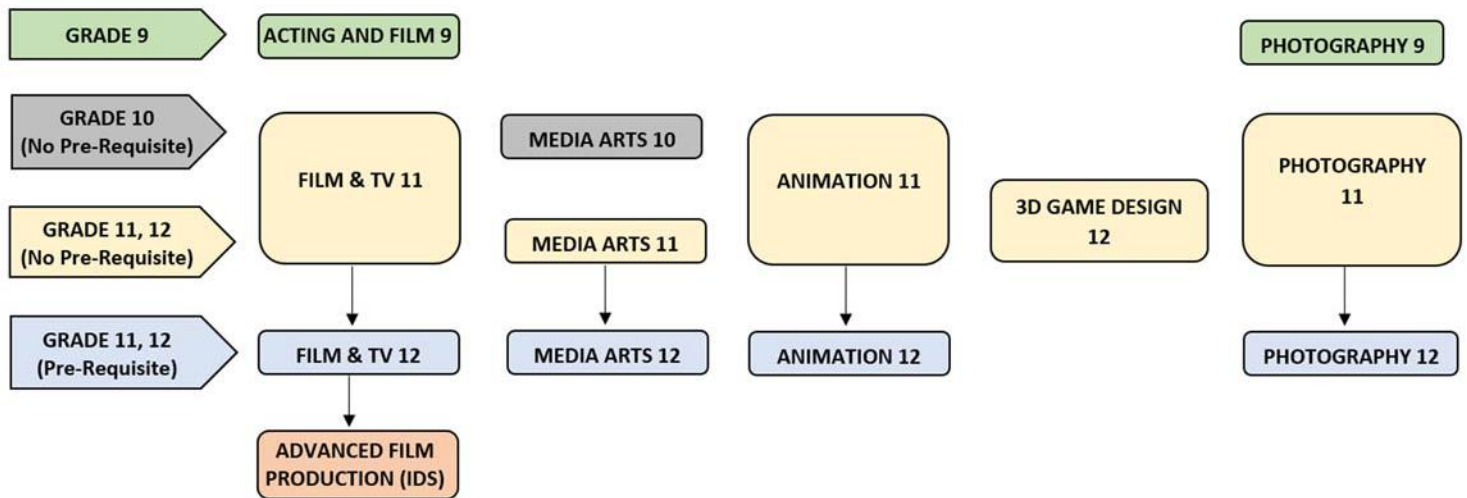 GRADE 9
ACTING AND FILM 9
PHOTOGRAPHY 9
GRADE 10
(No Pre-Requisite)
FILM & TV 11
MEDIA ARTS 10
ANIMATION 11
3D GAME DESIGN
12
PHOTOGRAPHY
11
GRADE 11, 12
(No Pre-Requisite)
MEDIA ARTS 11
GRADE 11, 12
(Pre-Requisite)
FILM & TV 12
MEDIA ARTS 12
ANIMATION 12
PHOTOGRAPHY 12
ADVANCED FILM
PRODUCTION (IDS)